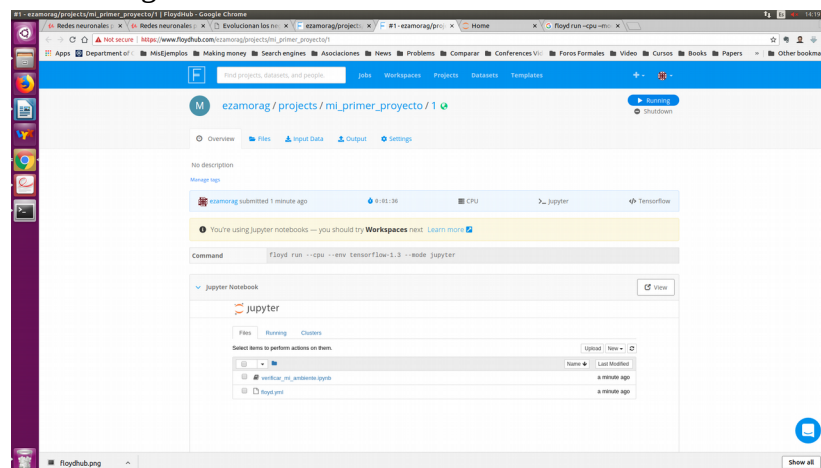 #1 - ezamorag/projects/mi_primer_proyecto/1 | FloydHub - Google Chrome
14:19
Redes neuronales
Redes neurales
Evolucionan los ne
ezamorag/projects
#1 - ezamorag/proj
Home
floyd run --cpu --mo
Not secure | https://www.floydhub.com/ezamorag/projects/mi_primer_proyecto/1
Apps
Department of C
MisEjemplos
Making money
Search engines
Asociaciones
News
Problems
Comparar
Conferences Vid
Foros Formales
Video
Cursos
Books
Papers
»
Other bookma
Find projects, datasets, and people.
Jobs
Workspaces
Projects
Datasets
Templates
M
ezamorag / projects / mi_primer_proyecto / 1
Running
Shutdown
Overview
Files
Input Data
Output
Settings
No description
Manage tags
ezamorag submitted 1 minute ago
0:01:36
CPU
Jupyter
Tensorflow
You're using Jupyter notebooks — you should try Workspaces next Learn more
Command
floyd run --cpu --env tensorflow-1.3 --mode jupyter
Jupyter Notebook
View
jupyter
Files
Running
Clusters
Select items to perform actions on them.
Upload
New
Name
Last Modified
verificar_mi_ambiente.ipynb
a minute ago
floyd.yml
a minute ago
floydhub.png
Show all